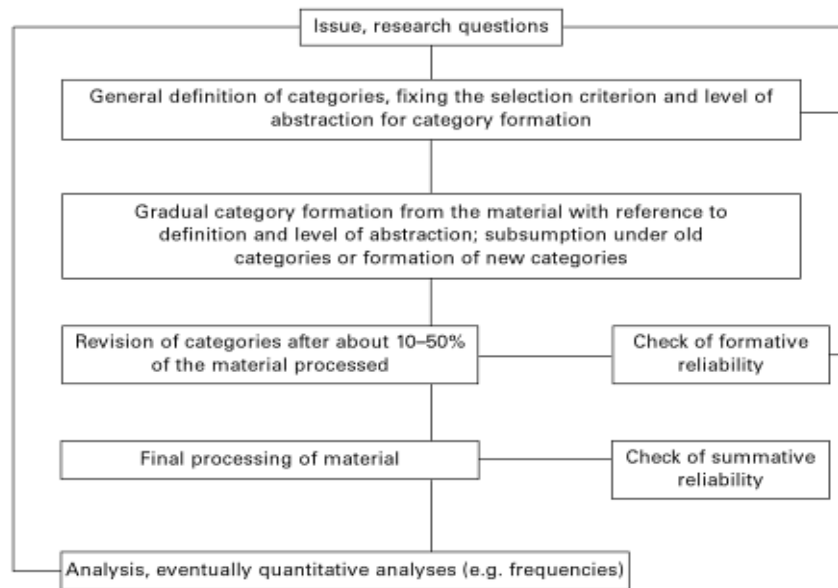 Issue, research questions
General definition of categories, fixing the selection criterion and level of
abstraction for category formation
Gradual category formation from the material with reference to
definition and level of abstraction; subsumption under old
categories or formation of new categories
Revision of categories after about 10–50%
of the material processed
Check of formative
reliability
Final processing of material
Check of summative
reliability
Analysis, eventually quantitative analyses (e.g. frequencies)